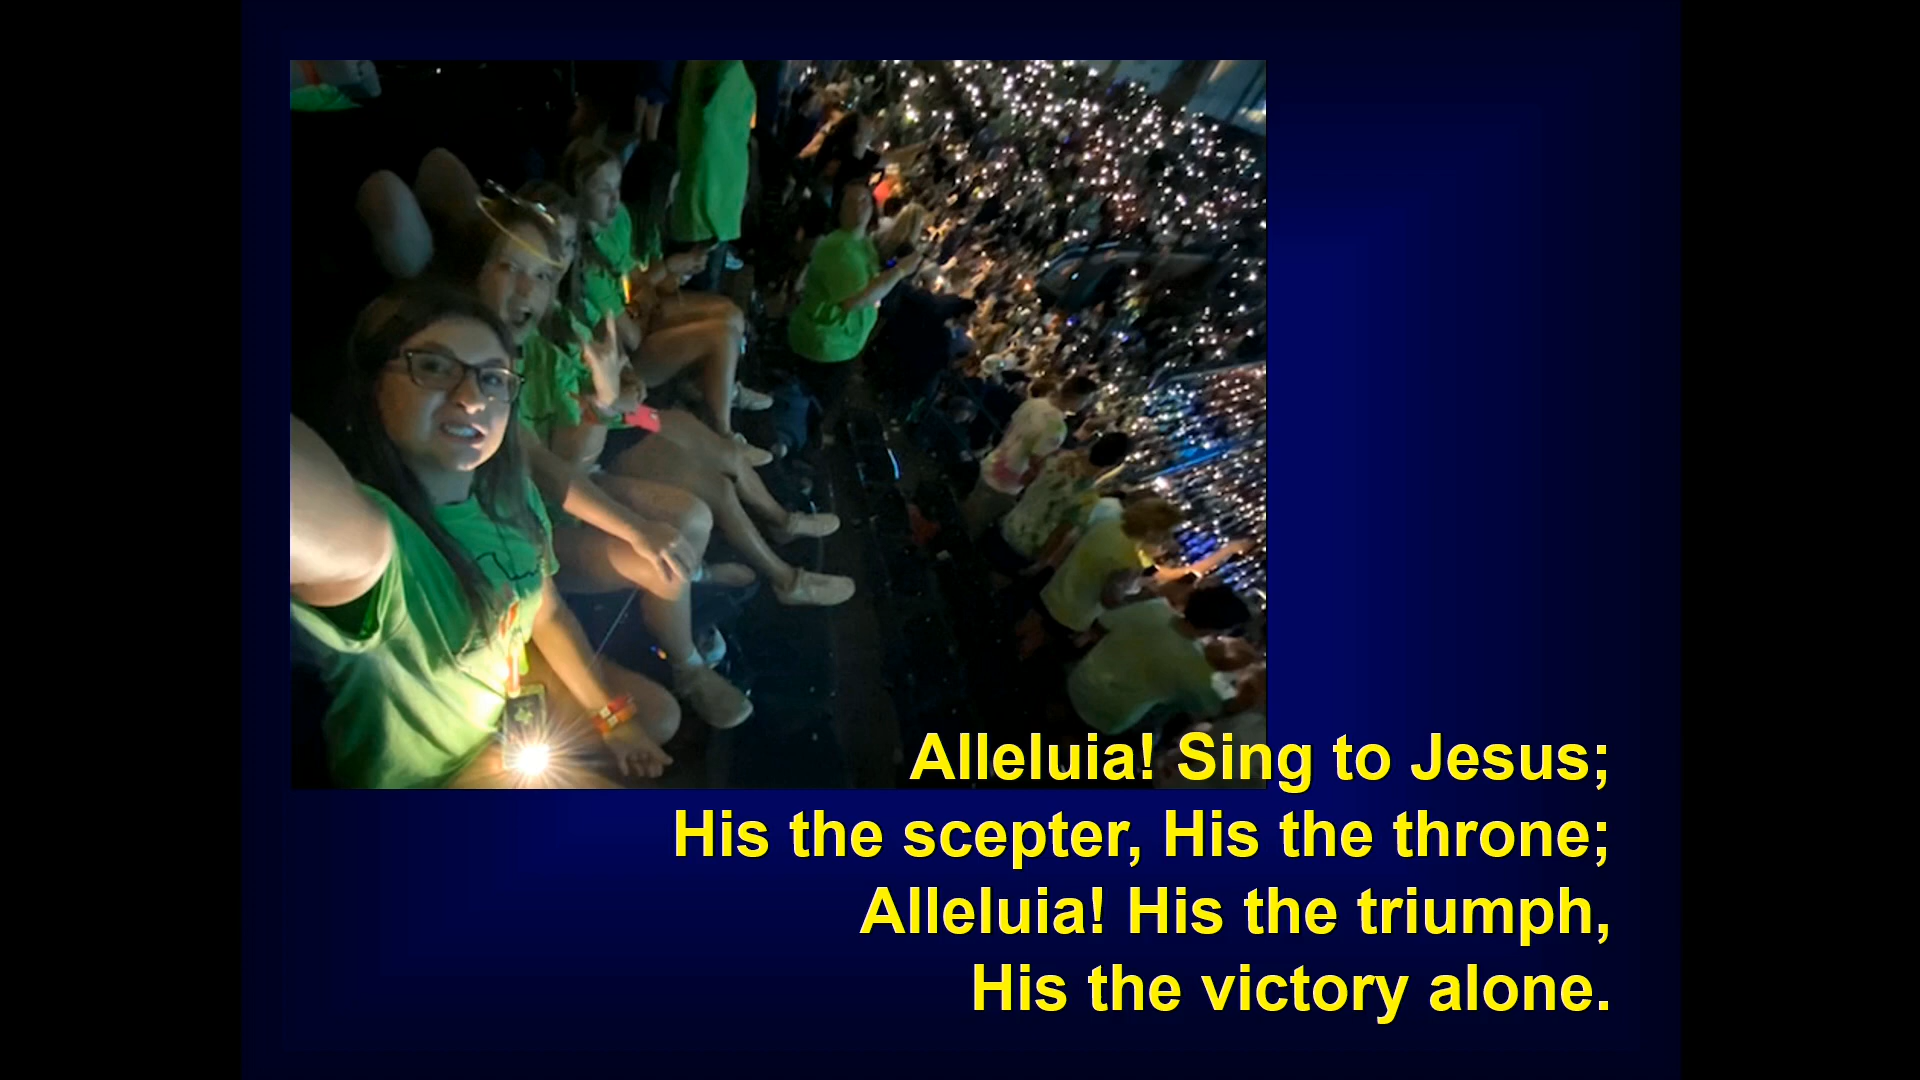 Alleluia! Sing to Jesus;
His the scepter, His the throne;
Alleluia! His the triumph,
His the victory alone.